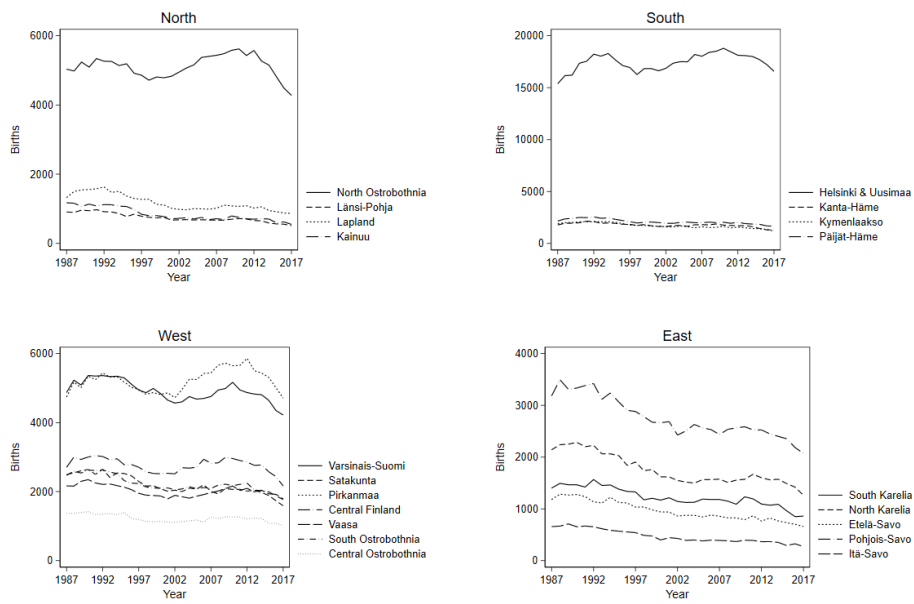 North
6000
4000
2000
0
Births
1987 1992 1997 2002 2007 2012 2017
Year
North Ostrobothnia
Länsi-Pohja
Lapland
Kainuu
South
20000
15000
10000
5000
0
Births
1987 1992 1997 2002 2007 2012 2017
Year
Helsinki & Uusimaa
Kanta-Häme
Kymenlaakso
Päijät-Häme
West
6000
4000
2000
0
Births
1987 1992 1997 2002 2007 2012 2017
Year
Varsinais-Suomi
Satakunta
Pirkanmaa
Central Finland
Vaasa
South Ostrobothnia
Central Ostrobothnia
East
4000
3000
2000
1000
0
Births
1987 1992 1997 2002 2007 2012 2017
Year
South Karelia
North Karelia
Etelä-Savo
Pohjois-Savo
Itä-Savo